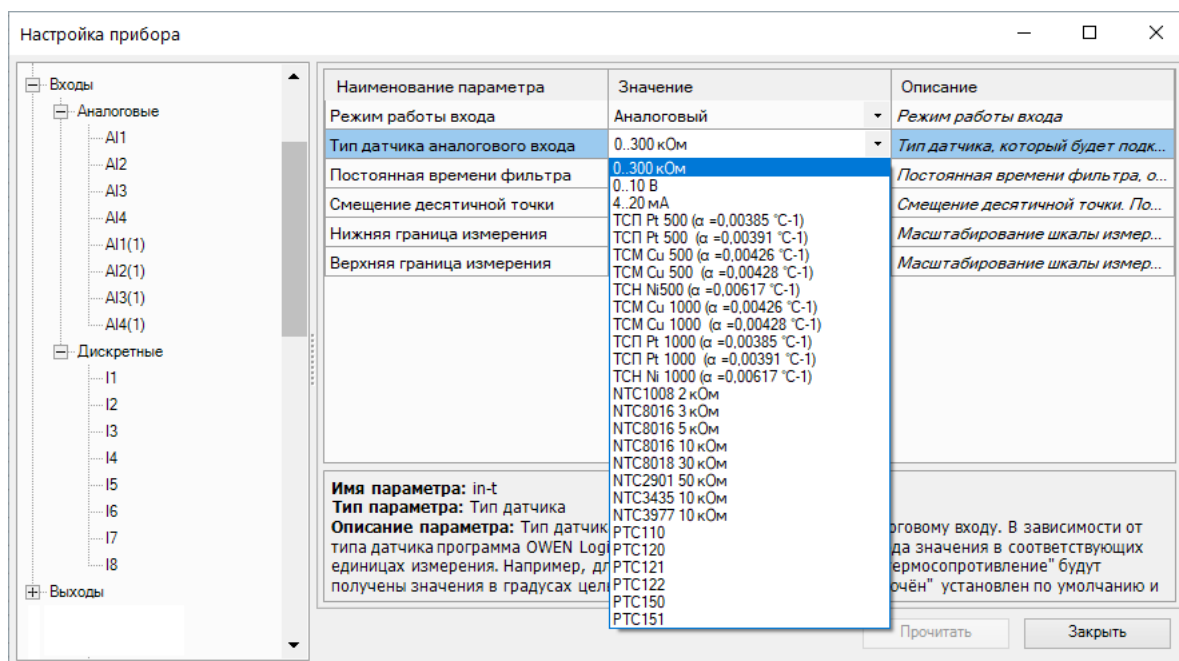 Настройка прибора
Входы
Аналоговые
AI1
AI2
AI3
AI4
AI1(1)
AI2(1)
AI3(1)
AI4(1)
Дискретные
I1
I2
I3
I4
I5
I6
I7
I8
Выходы
Наименование параметра Значение Описание
Режим работы входа Аналоговый Режим работы входа
Тип датчика аналогового входа 0..300 кОм Тип датчика, который будет подк...
Постоянная времени фильтра Постоянная времени фильтра, о...
Смещение десятичной точки Смещение десятичной точки. По...
Нижняя граница измерения Масштабирование шкалы измер...
Верхняя граница измерения Масштабирование шкалы измер...
0..300 кОм
0..10 В
4..20 мА
ТСП Pt 500 (α =0,00385 °C-1)
ТСП Pt 500 (α =0,00391 °C-1)
ТСМ Cu 500 (α =0,00426 °C-1)
ТСМ Cu 500 (α =0,00428 °C-1)
ТСН Ni500 (α =0,00617 °C-1)
ТСМ Cu 1000 (α =0,00426 °C-1)
ТСМ Cu 1000 (α =0,00428 °C-1)
ТСП Pt 1000 (α =0,00385 °C-1)
ТСП Pt 1000 (α =0,00391 °C-1)
ТСН Ni 1000 (α =0,00617 °C-1)
NTC1008 2 кОм
NTC8016 3 кОм
NTC8016 5 кОм
NTC8016 10 кОм
NTC8018 30 кОм
NTC2901 50 кОм
NTC3435 10 кОм
NTC3977 10 кОм
PTC110
PTC120
PTC121
PTC122
PTC150
PTC151
Имя параметра: in-t
Тип параметра: Тип датчика
Описание параметра: Тип датчик оговому входу. В зависимости от
типа датчика программа OWEN Logi да значения в соответствующих
единицах измерения. Например, дл ермосопротивление" будут
получены значения в градусах цел очён" установлен по умолчанию и
Прочитать Закрыть